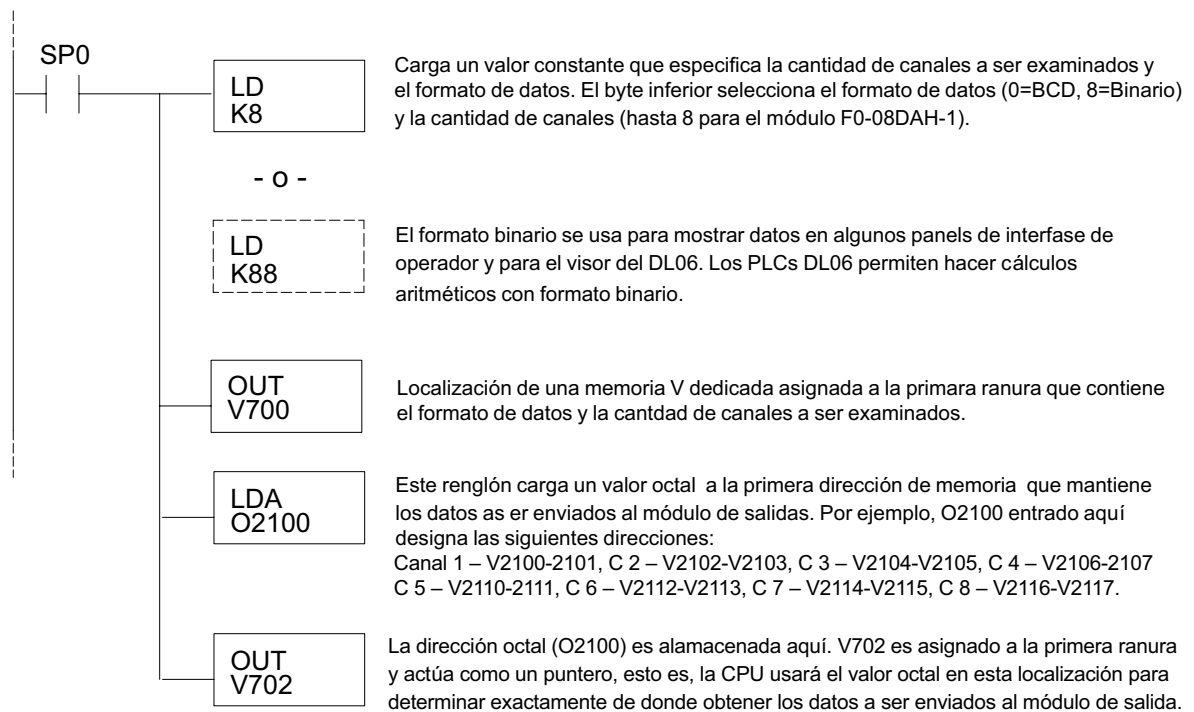 SP0
LD
K8
Carga un valor constante que especifica la cantidad de canales a ser examinados y
el formato de datos. El byte inferior selecciona el formato de datos (0=BCD, 8=Binario)
y la cantidad de canales (hasta 8 para el módulo F0-08DAH-1).
- o -
LD
K88
El formato binario se usa para mostrar datos en algunos panels de interfase de
operador y para el visor del DL06. Los PLCs DL06 permiten hacer cálculos
aritméticos con formato binario.
OUT
V700
Localización de una memoria V dedicada asignada a la primara ranura que contiene
el formato de datos y la cantdad de canales a ser examinados.
LDA
O2100
Este renglón carga un valor octal a la primera dirección de memoria que mantiene
los datos as er enviados al módulo de salidas. Por ejemplo, O2100 entrado aquí
designa las siguientes direcciones:
Canal 1 – V2100-2101, C 2 – V2102-V2103, C 3 – V2104-V2105, C 4 – V2106-2107
C 5 – V2110-2111, C 6 – V2112-V2113, C 7 – V2114-V2115, C 8 – V2116-V2117.
OUT
V702
La dirección octal (O2100) es alamacenada aquí. V702 es asignado a la primera ranura
y actúa como un puntero, esto es, la CPU usará el valor octal en esta localización para
determinar exactamente de donde obtener los datos a ser enviados al módulo de salida.